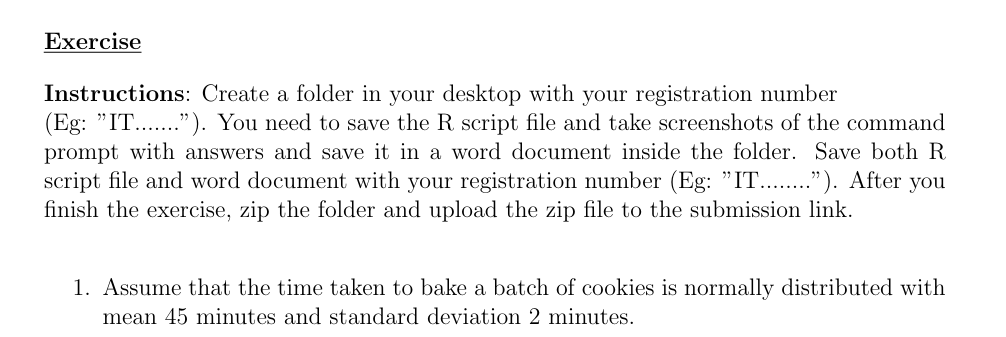 Exercise
Instructions: Create a folder in your desktop with your registration number
(Eg: ”IT.......”). You need to save the R script file and take screenshots of the command
prompt with answers and save it in a word document inside the folder. Save both R
script file and word document with your registration number (Eg: ”IT........”). After you
finish the exercise, zip the folder and upload the zip file to the submission link.
1. Assume that the time taken to bake a batch of cookies is normally distributed with
mean 45 minutes and standard deviation 2 minutes.